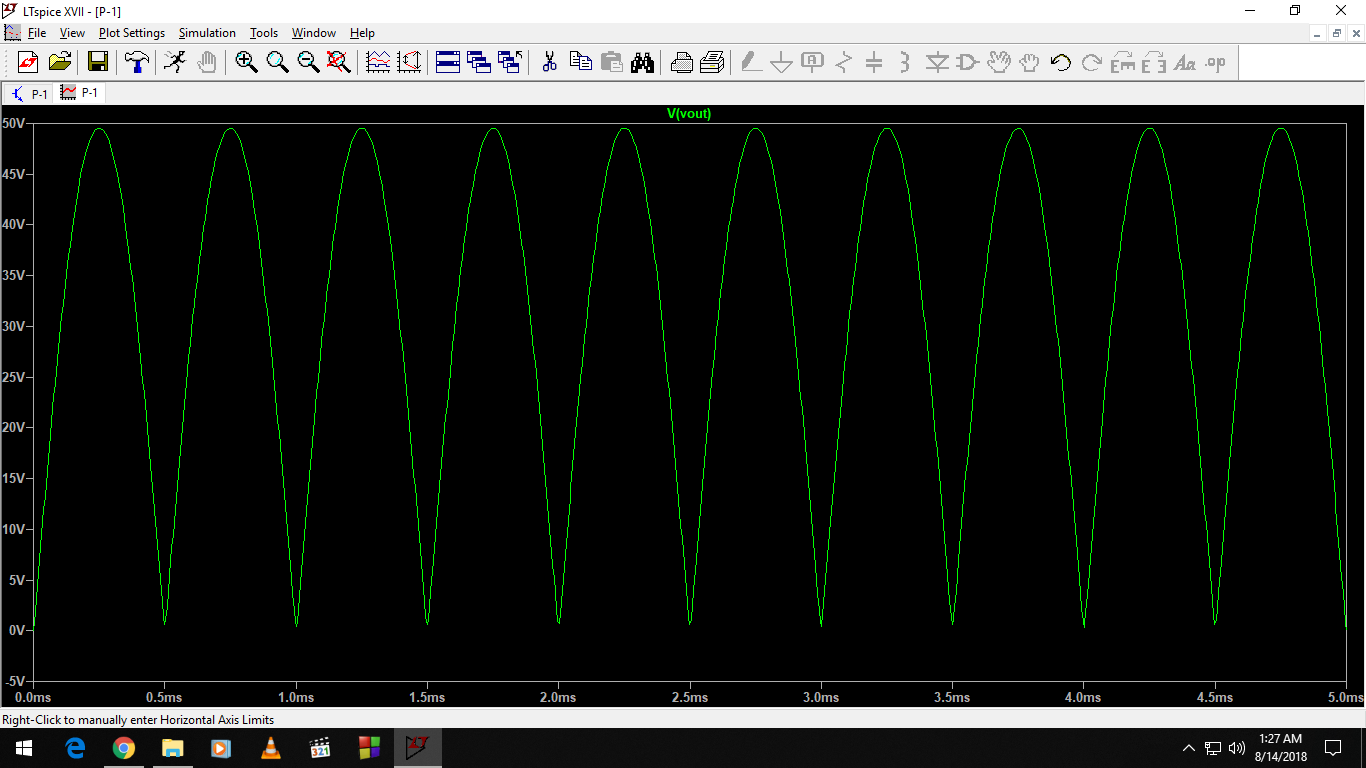 LTspice XVII - [P-1]
File View Plot Settings Simulation Tools Window Help
P-1 P-1
V(vout)
50V
45V
40V
35V
30V
25V
20V
15V
10V
5V
0V
-5V
0.0ms 0.5ms 1.0ms 1.5ms 2.0ms 2.5ms 3.0ms 3.5ms 4.0ms 4.5ms 5.0ms
Right-Click to manually enter Horizontal Axis Limits
321
1:27 AM
8/14/2018